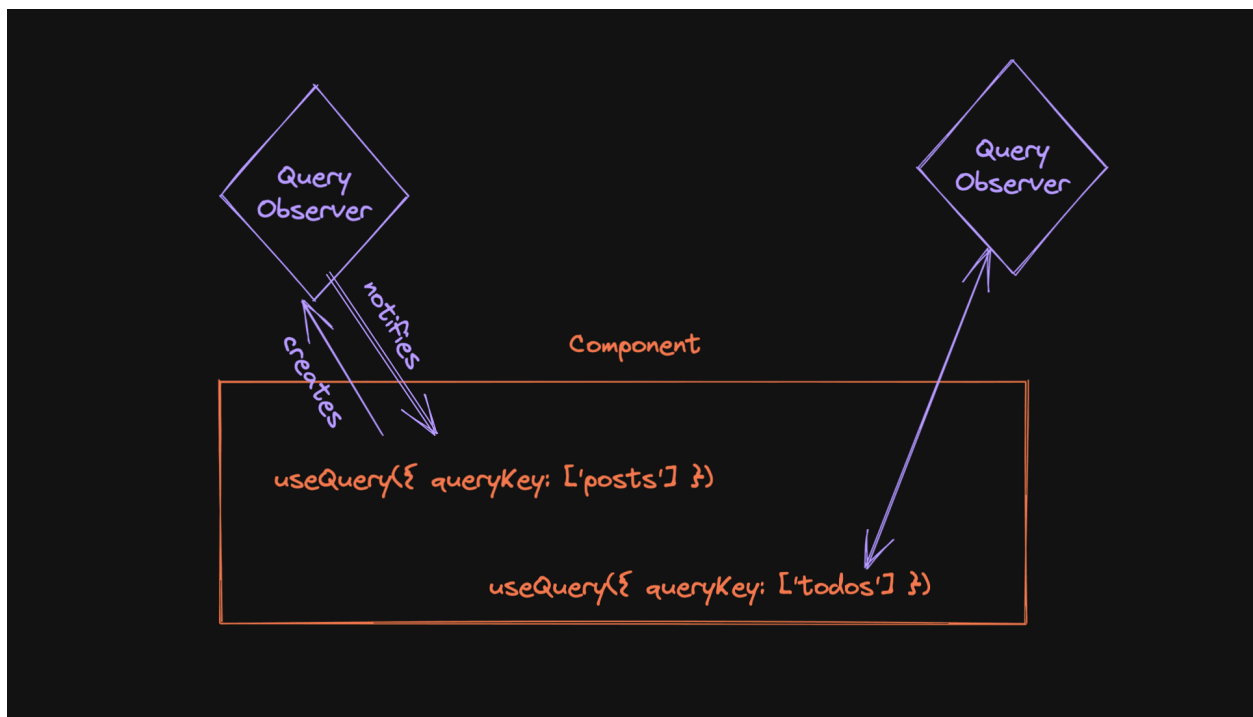 Query
Observer
Query
Observer
notifies
creates
Component
useQuery({ queryKey: ['posts'] })
useQuery({ queryKey: ['todos'] })